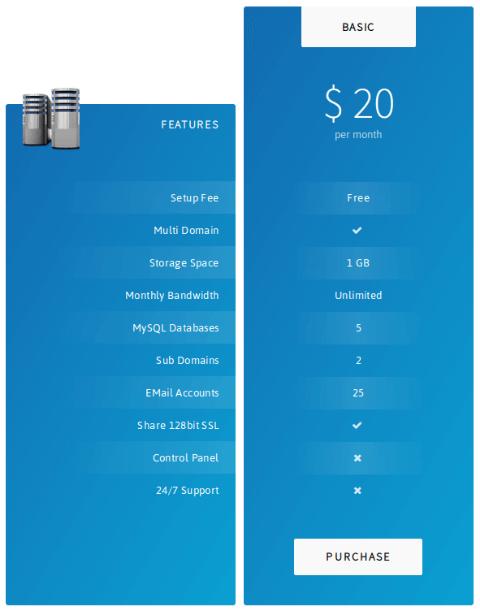 BASIC
$ 20
per month
FEATURES
Setup Fee Free
Multi Domain ✔
Storage Space 1 GB
Monthly Bandwidth Unlimited
MySQL Databases 5
Sub Domains 2
EMail Accounts 25
Share 128bit SSL ✔
Control Panel ✖
24/7 Support ✖
PURCHASE